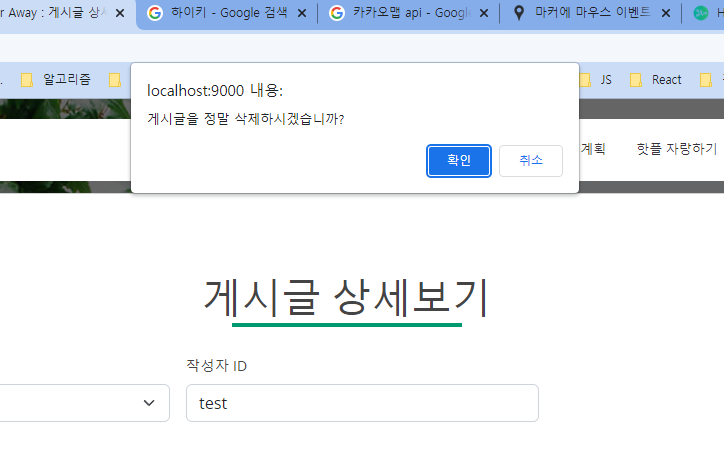 r Away : 게시글 상세
하이키 - Google 검색
카카오맵 api - Google
마커에 마우스 이벤트
H
알고리즘
JS
React
localhost:9000 내용:
게시글을 정말 삭제하시겠습니까?
확인
취소
계획
핫플 자랑하기
게시글 상세보기
작성자 ID
test